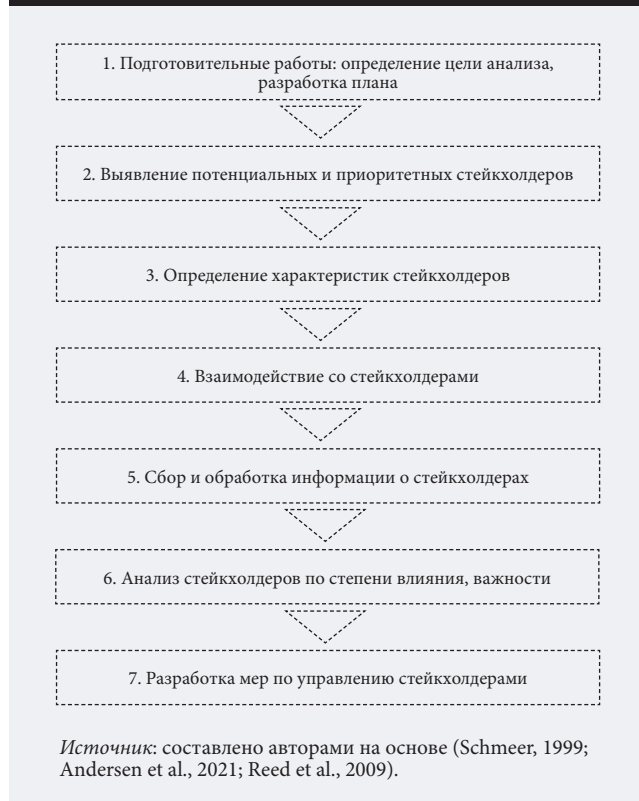 1. Подготовительные работы: определение цели анализа,
разработка плана
2. Выявление потенциальных и приоритетных стейкхолдеров
3. Определение характеристик стейкхолдеров
4. Взаимодействие со стейкхолдерами
5. Сбор и обработка информации о стейкхолдерах
6. Анализ стейкхолдеров по степени влияния, важности
7. Разработка мер по управлению стейкхолдерами
Источник: составлено авторами на основе (Schmeer, 1999;
Andersen et al., 2021; Reed et al., 2009).